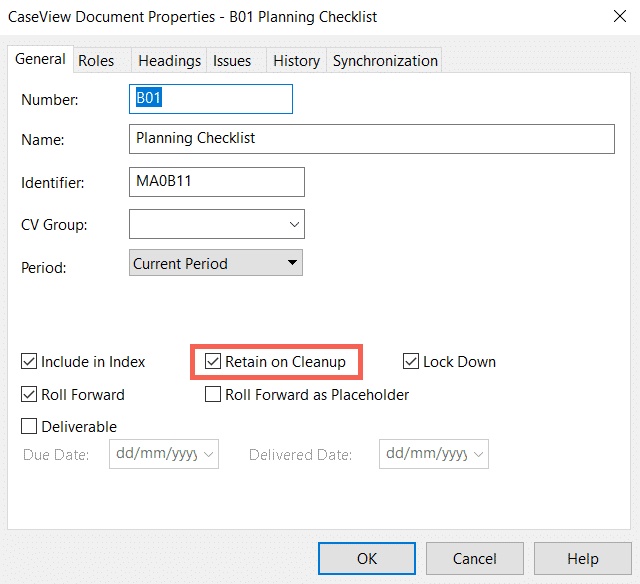 CaseView Document Properties - B01 Planning Checklist
General Roles Headings Issues History Synchronization
Number: B01
Name: Planning Checklist
Identifier: MA0B11
CV Group:
Period: Current Period
Include in Index Retain on Cleanup Lock Down
Roll Forward Roll Forward as Placeholder
Deliverable
Due Date: dd/mm/yyyy Delivered Date: dd/mm/yyyy
OK Cancel Help